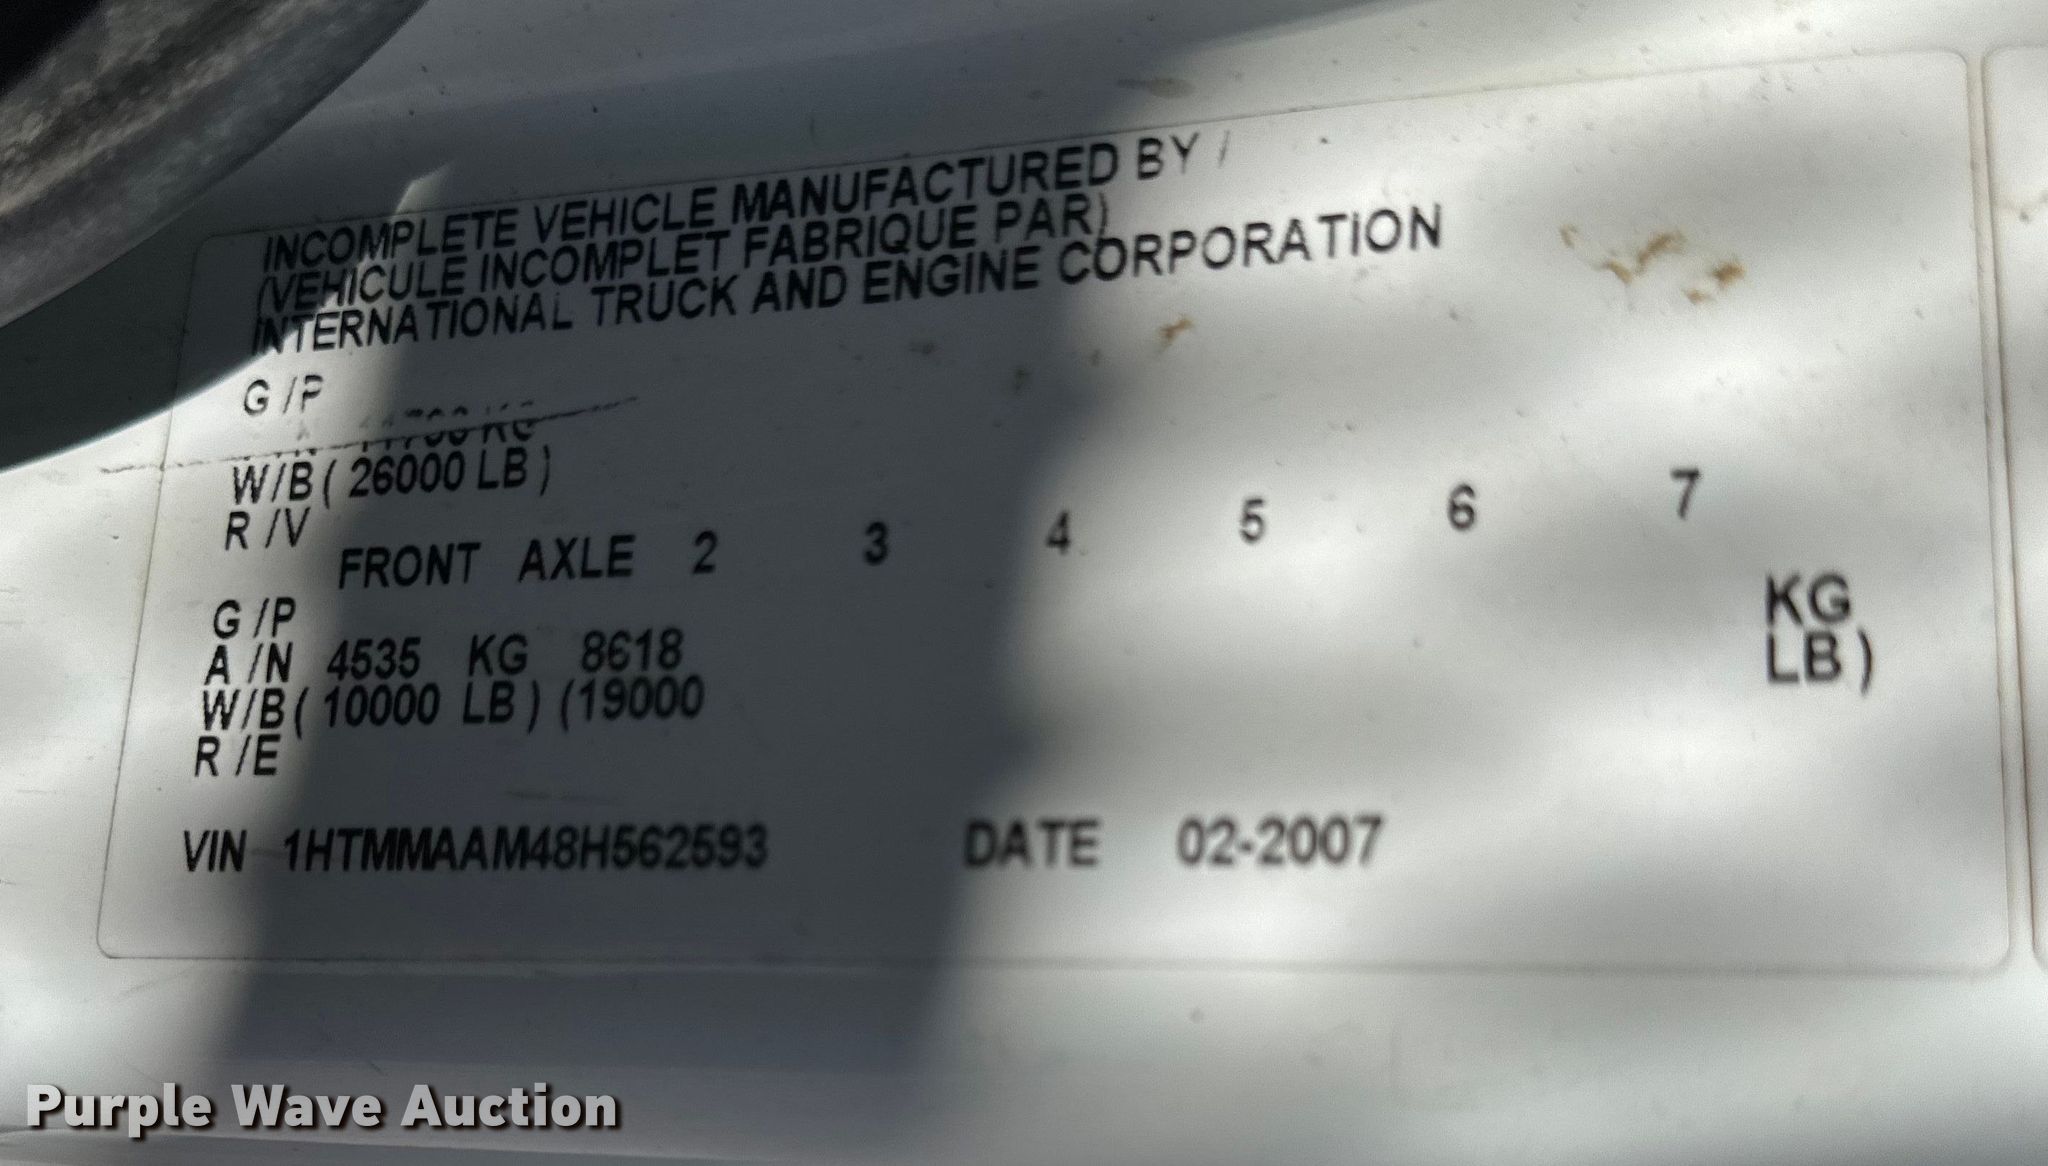 INCOMPLETE VEHICLE MANUFACTURED BY /
(VEHICULE INCOMPLET FABRIQUE PAR)
INTERNATIONAL TRUCK AND ENGINE CORPORATION
G /P
KG
W/B ( 26000 LB )
R /V
FRONT AXLE 2 3 4 5 6 7
G /P KG
A /N 4535 KG 8618 LB )
W/B ( 10000 LB ) (19000
R /E
VIN 1HTMMAAM48H562593 DATE 02-2007
Purple Wave Auction